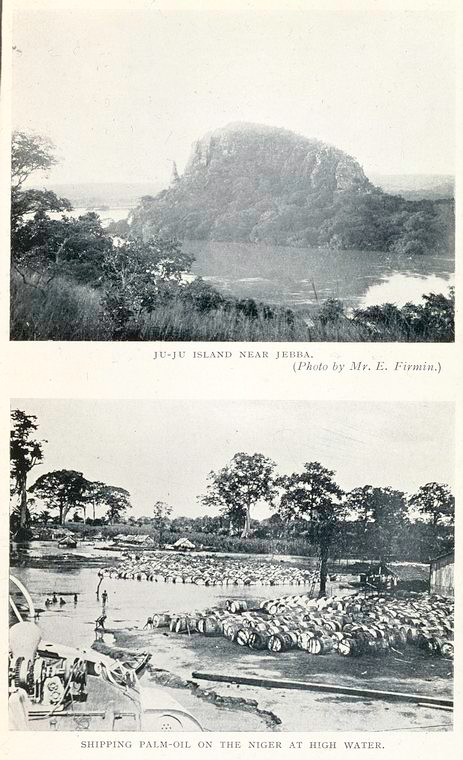 JU-JU ISLAND NEAR JEBBA.
(Photo by Mr. E. Firmin.)
SHIPPING PALM-OIL ON THE NIGER AT HIGH WATER.